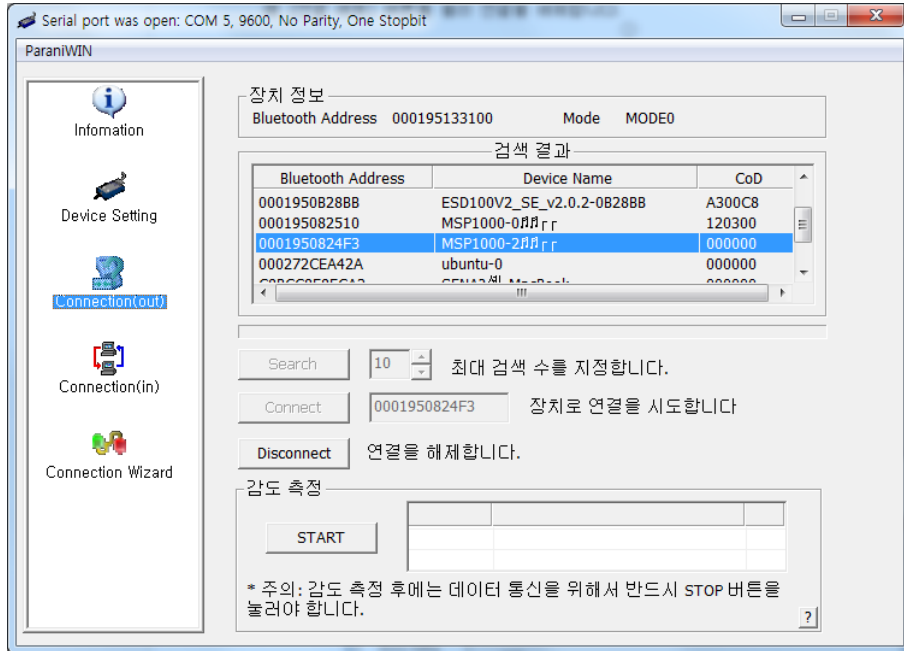 Serial port was open: COM 5, 9600, No Parity, One Stopbit
ParaniWIN
Infomation
Device Setting
Connection(out)
Connection(in)
Connection Wizard
장치 정보
Bluetooth Address 000195133100 Mode MODE0
검색 결과
Bluetooth Address Device Name CoD
0001950B28BB ESD100V2_SE_v2.0.2-0B28BB A300C8
000195082510 MSP1000-0 120300
0001950824F3 MSP1000-2 000000
000272CEA42A ubuntu-0 000000
Search 10 최대 검색 수를 지정합니다.
Connect 0001950824F3 장치로 연결을 시도합니다
Disconnect 연결을 해제합니다.
감도 측정
START
* 주의: 감도 측정 후에는 데이터 통신을 위해서 반드시 STOP 버튼을
눌러야 합니다.
?